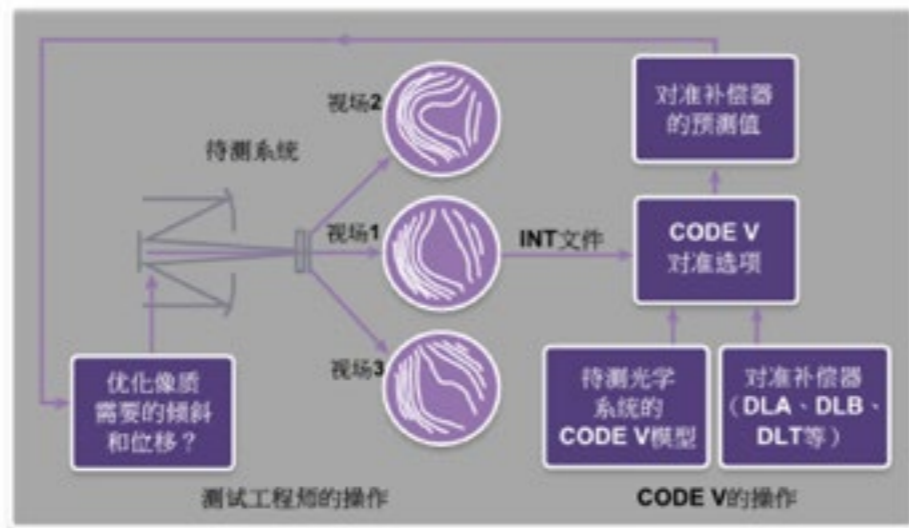 视场2
待测系统
视场1
视场3
INT文件
对准补偿器
的预测值
CODE V
对准选项
优化像质
需要的倾斜
和位移？
待测光学
系统的
CODE V模型
对准补偿器
（DLA、DLB、
DLT等）
测试工程师的操作
CODE V的操作